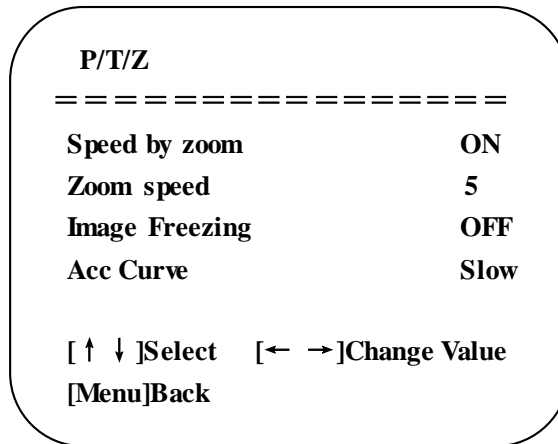 P/T/Z
= = = = = = = = = = = = = = = =
Speed by zoom ON
Zoom speed 5
Image Freezing OFF
Acc Curve Slow
[ ↑ ↓ ]Select [← →]Change Value
[Menu]Back